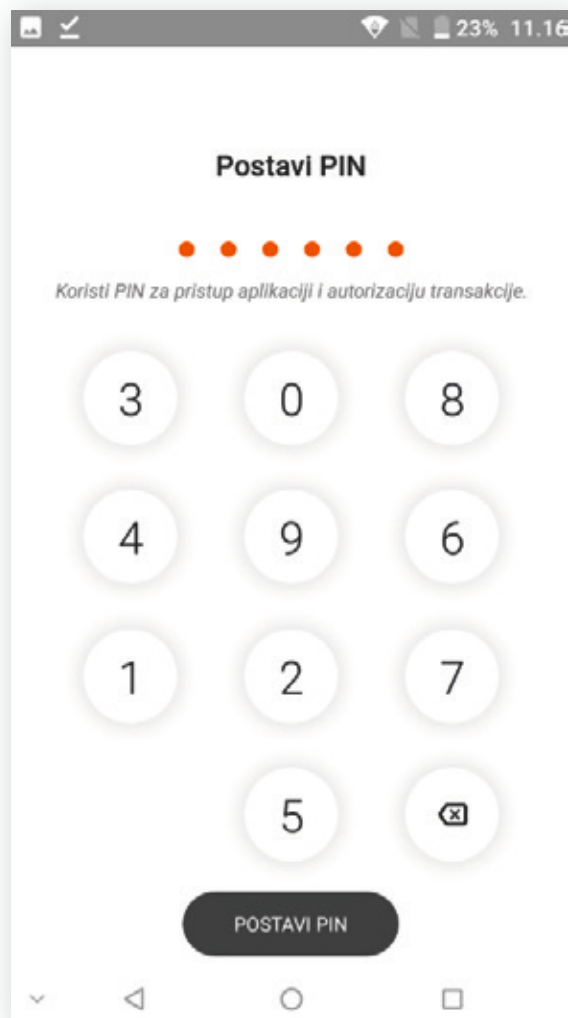 23% 11.16
Postavi PIN
Koristi PIN za pristup aplikaciji i autorizaciju transakcije.
3 0 8
4 9 6
1 2 7
5
POSTAVI PIN